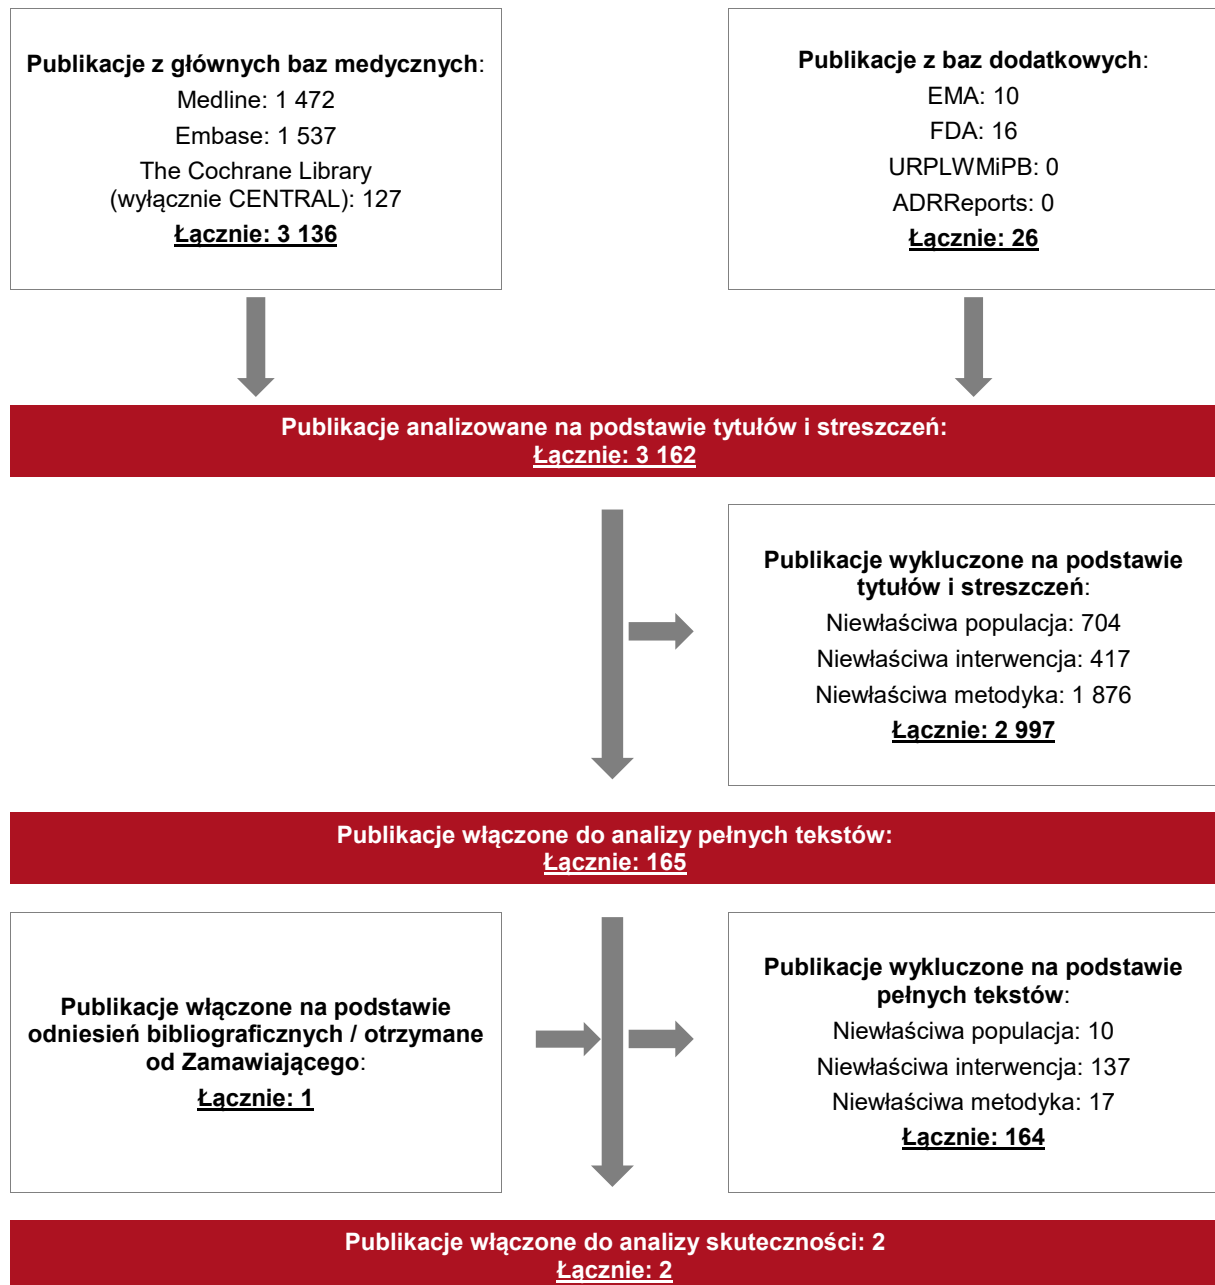 Publikacje z głównych baz medycznych:
Medline: 1 472
Embase: 1 537
The Cochrane Library
(wyłącznie CENTRAL): 127
Łącznie: 3 136
Publikacje z baz dodatkowych:
EMA: 10
FDA: 16
URPLWMiPB: 0
ADRReports: 0
Łącznie: 26
Publikacje analizowane na podstawie tytułów i streszczeń:
Łącznie: 3 162
Publikacje wykluczone na podstawie
tytułów i streszczeń:
Niewłaściwa populacja: 704
Niewłaściwa interwencja: 417
Niewłaściwa metodyka: 1 876
Łącznie: 2 997
Publikacje włączone do analizy pełnych tekstów:
Łącznie: 165
Publikacje włączone na podstawie
odniesień bibliograficznych / otrzymane
od Zamawiającego:
Łącznie: 1
Publikacje wykluczone na podstawie
pełnych tekstów:
Niewłaściwa populacja: 10
Niewłaściwa interwencja: 137
Niewłaściwa metodyka: 17
Łącznie: 164
Publikacje włączone do analizy skuteczności: 2
Łącznie: 2